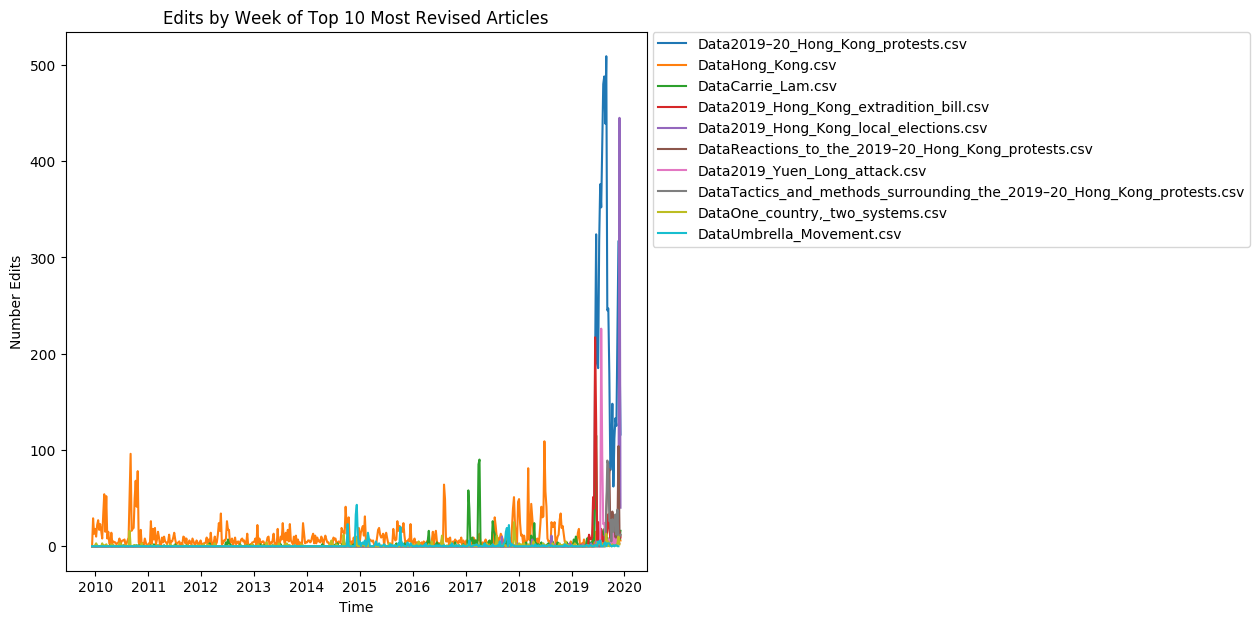 Edits by Week of Top 10 Most Revised Articles
Number Edits
500
400
300
200
100
0
2010 2011 2012 2013 2014 2015 2016 2017 2018 2019 2020
Time
Data2019–20_Hong_Kong_protests.csv
DataHong_Kong.csv
DataCarrie_Lam.csv
Data2019_Hong_Kong_extradition_bill.csv
Data2019_Hong_Kong_local_elections.csv
DataReactions_to_the_2019–20_Hong_Kong_protests.csv
Data2019_Yuen_Long_attack.csv
DataTactics_and_methods_surrounding_the_2019–20_Hong_Kong_protests.csv
DataOne_country,_two_systems.csv
DataUmbrella_Movement.csv